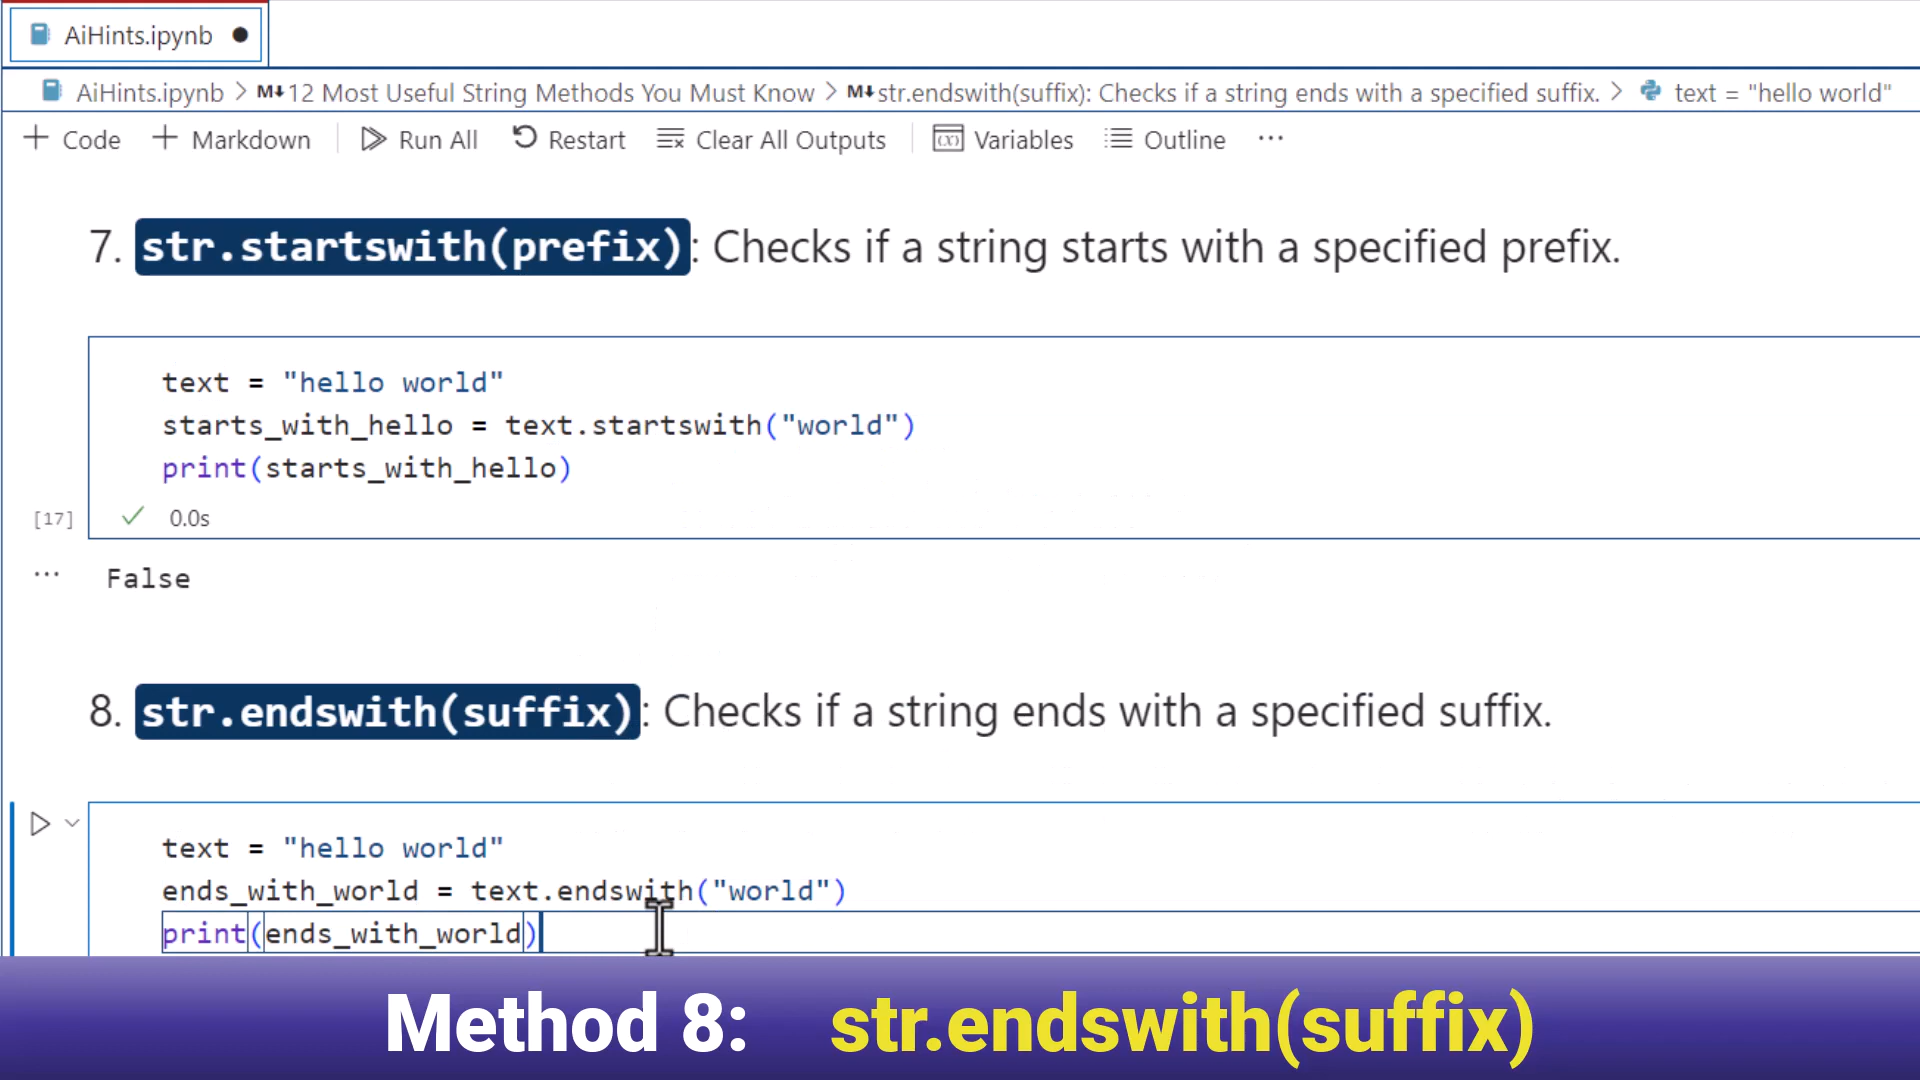 AiHints.ipynb
AiHints.ipynb > M↓12 Most Useful String Methods You Must Know > M↓str.endswith(suffix): Checks if a string ends with a specified suffix. > text = "hello world"
+ Code + Markdown Run All Restart Clear All Outputs Variables Outline ...
7. str.startswith(prefix): Checks if a string starts with a specified prefix.
text = "hello world"
starts_with_hello = text.startswith("world")
print(starts_with_hello)
[17] ✓ 0.0s
... False
8. str.endswith(suffix): Checks if a string ends with a specified suffix.
text = "hello world"
ends_with_world = text.endswith("world")
print(ends_with_world)
Method 8: str.endswith(suffix)